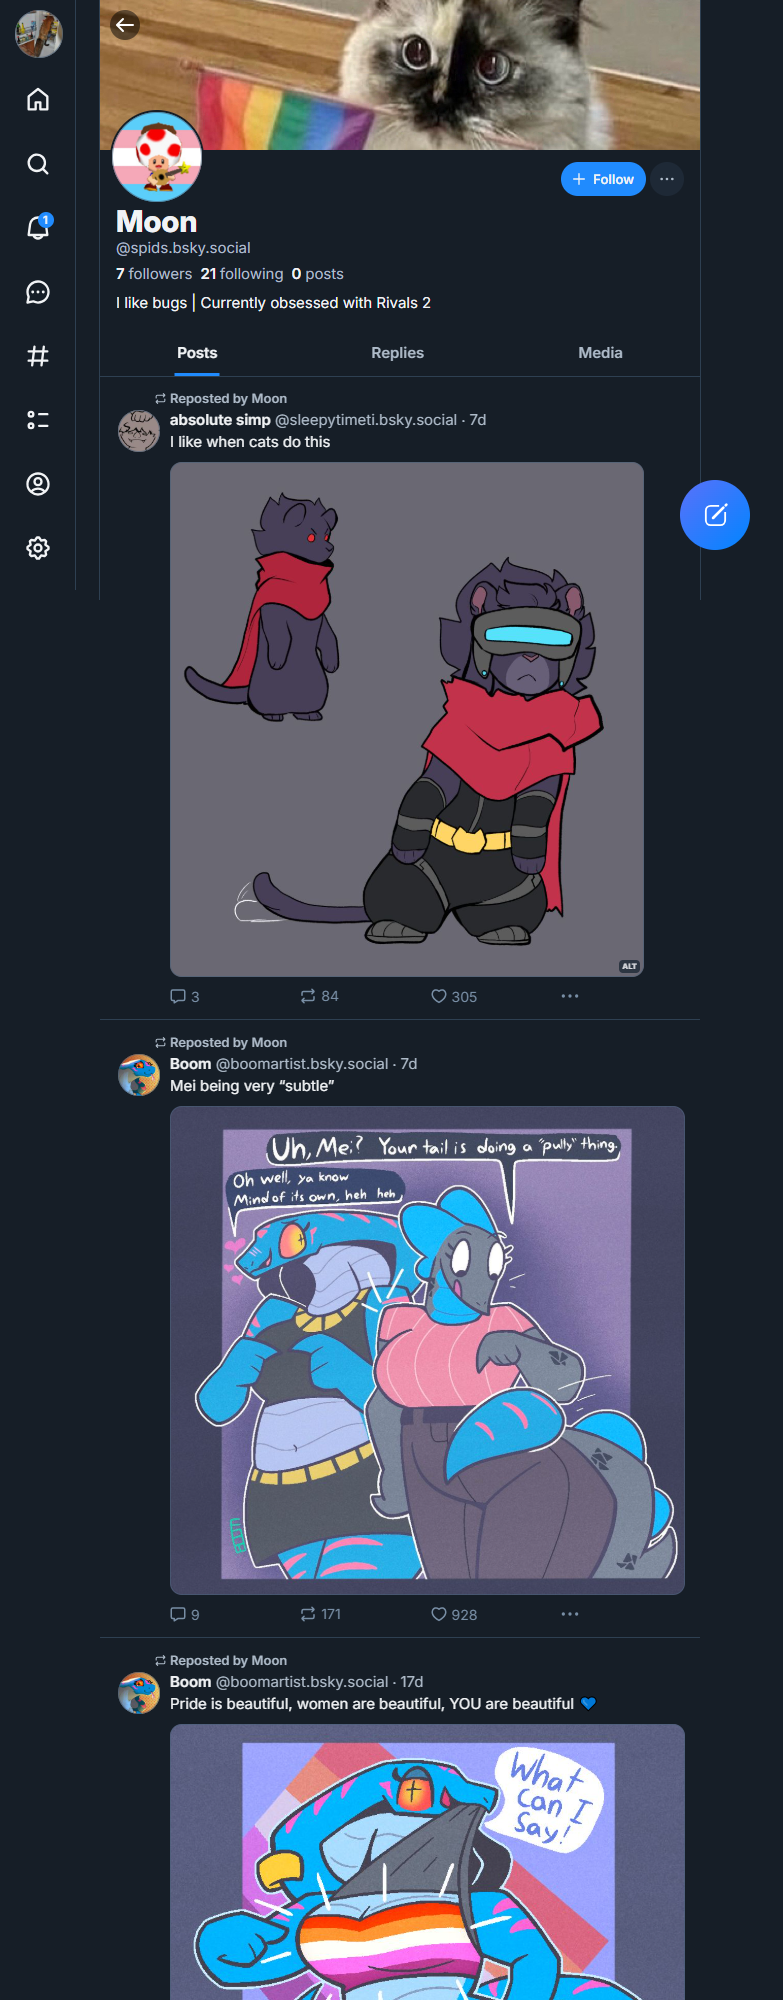 1
+ Follow
Moon
@spids.bsky.social
7 followers 21 following 0 posts
I like bugs | Currently obsessed with Rivals 2
Posts Replies Media
Reposted by Moon
absolute simp @sleepytimeti.bsky.social · 7d
I like when cats do this
ALT
3 84 305
Reposted by Moon
Boom @boomartist.bsky.social · 7d
Mei being very “subtle”
Uh, Mei? Your tail is doing a "pully" thing.
Oh well, ya know
Mind of its own, heh heh
9 171 928
Reposted by Moon
Boom @boomartist.bsky.social · 17d
Pride is beautiful, women are beautiful, YOU are beautiful 💙
What
Can I
Say!